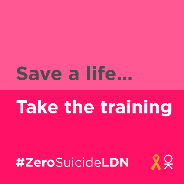 Save a life...
Take the training
#ZeroSuicideLDN